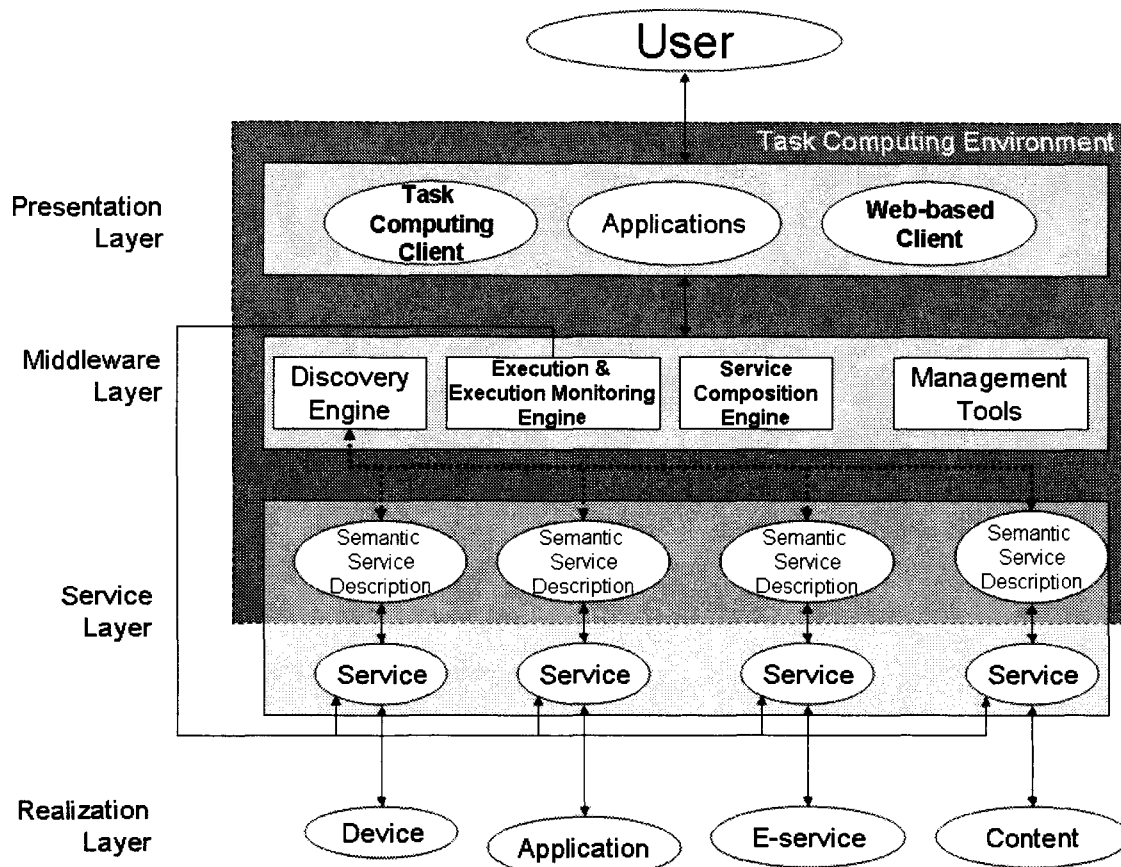 User
Task Computing Environment
Presentation
Layer
Task
Computing
Client
Applications
Web-based
Client
Middleware
Layer
Discovery
Engine
Execution &
Execution Monitoring
Engine
Service
Composition
Engine
Management
Tools
Service
Layer
Semantic
Service
Description
Semantic
Service
Description
Semantic
Service
Description
Semantic
Service
Description
Service
Service
Service
Service
Realization
Layer
Device
Application
E-service
Content